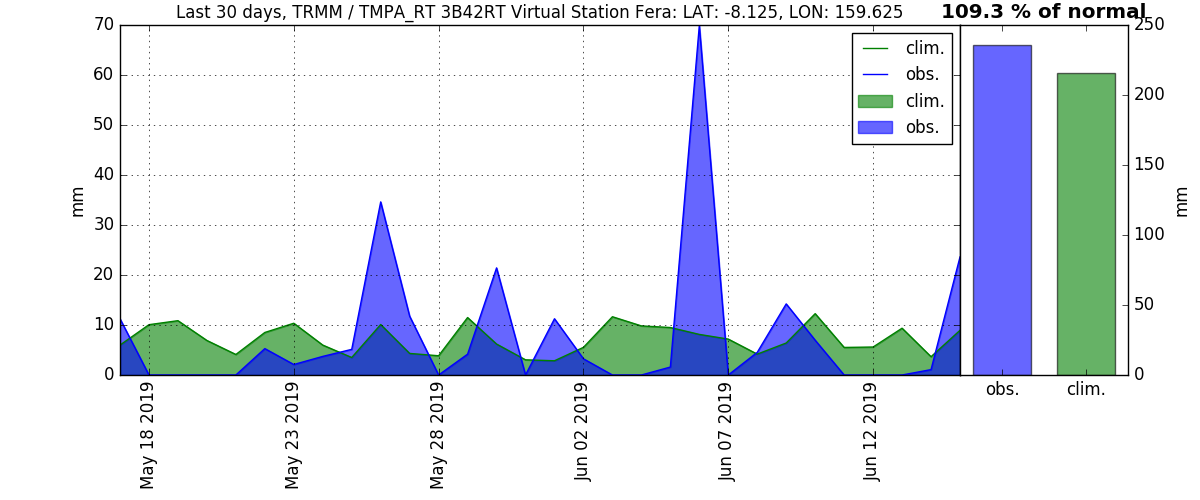 Last 30 days, TRMM / TMPA_RT 3B42RT Virtual Station Fera: LAT: -8.125, LON: 159.625
109.3 % of normal
70
60
50
40
30
20
10
0
mm
clim.
obs.
clim.
obs.
250
200
150
100
50
0
mm
May 18 2019
May 23 2019
May 28 2019
Jun 02 2019
Jun 07 2019
Jun 12 2019
obs.
clim.